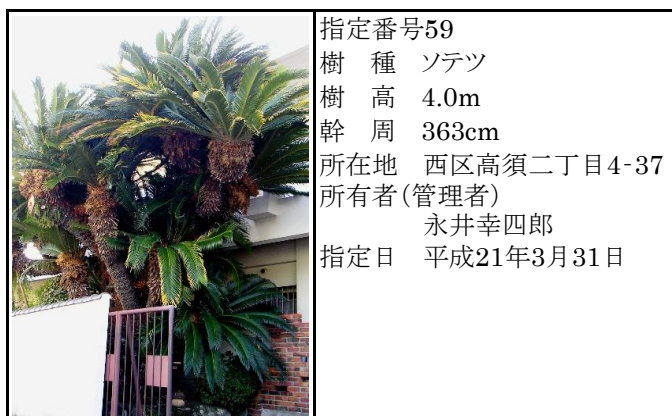 指定番号59
樹　種　ソテツ
樹　高　4.0m
幹　周　363cm
所在地　西区高須二丁目4-37
所有者(管理者)
永井幸四郎
指定日　平成21年3月31日